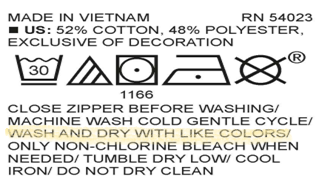 MADE IN VIETNAM RN 54023
■ US: 52% COTTON, 48% POLYESTER,
EXCLUSIVE OF DECORATION
30
®
1166
CLOSE ZIPPER BEFORE WASHING/
MACHINE WASH COLD GENTLE CYCLE/
WASH AND DRY WITH LIKE COLORS/
ONLY NON-CHLORINE BLEACH WHEN
NEEDED/ TUMBLE DRY LOW/ COOL
IRON/ DO NOT DRY CLEAN